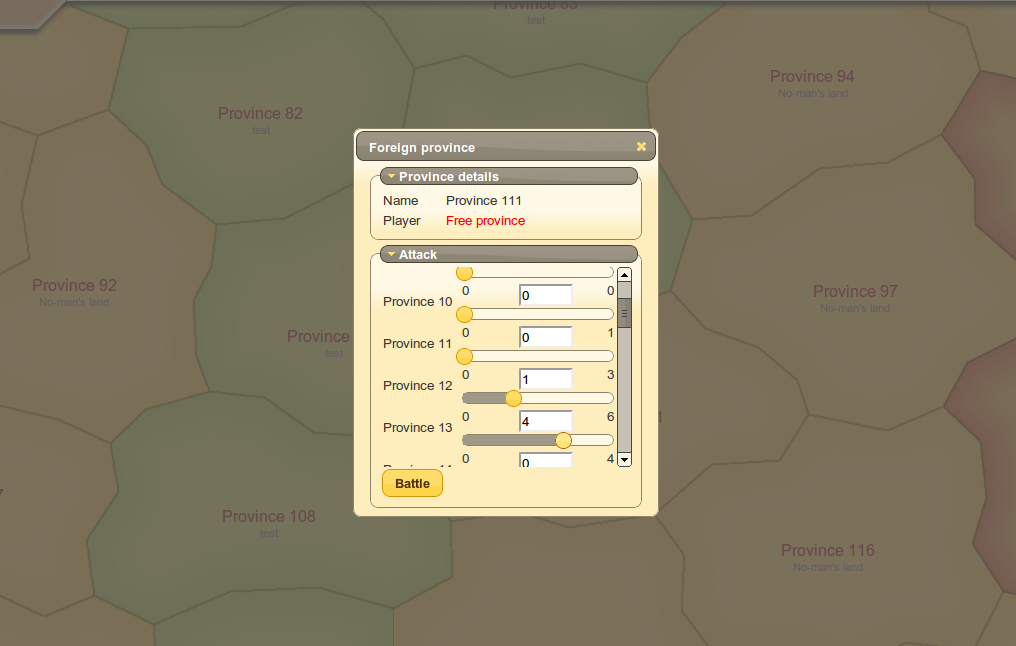 Province 83
test
Province 94
No-man's land
Province 82
test
Foreign province
Province details
Name Province 111
Player Free province
Attack
Province 92
No-man's land
Province 97
No-man's land
Province
test
0 0 0
Province 10
0 0 1
Province 11
0 1 3
Province 12
0 4 6
Province 13
0 0 4
Battle
Province 108
test
Province 116
No-man's land